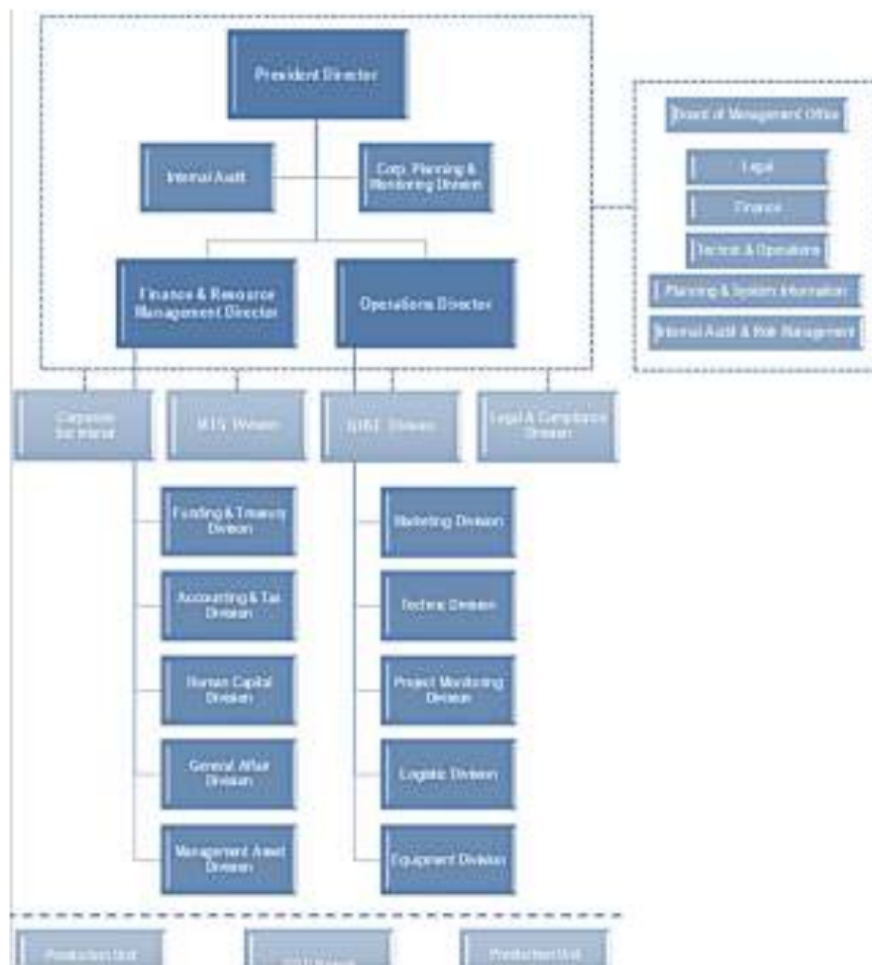 President Director
Board of Management Office
Internal Audit
Corp. Planning &
Monitoring Division
Legal
Finance
Technic & Operations
Planning & System Information
Internal Audit & Risk Management
Finance & Resource
Management Director
Operations Director
Corporate
Division
Division
Legal & Compliance
Division
Funding & Treasury
Division
Marketing Division
Accounting & Tax
Division
Technic Division
Human Capital
Division
Project Monitoring
Division
General Affair
Division
Logistic Division
Management Asset
Division
Equipment Division
Production Unit
Production Unit